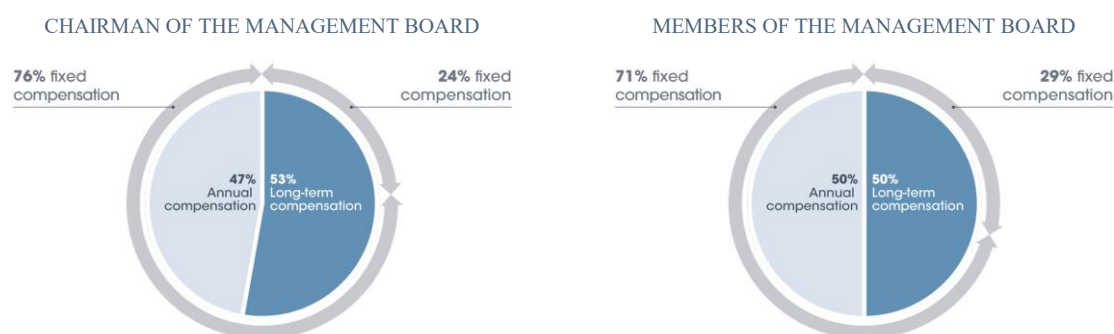 CHAIRMAN OF THE MANAGEMENT BOARD
76% fixed
compensation
24% fixed
compensation
47%
Annual
compensation
53%
Long-term
compensation
MEMBERS OF THE MANAGEMENT BOARD
71% fixed
compensation
29% fixed
compensation
50%
Annual
compensation
50%
Long-term
compensation